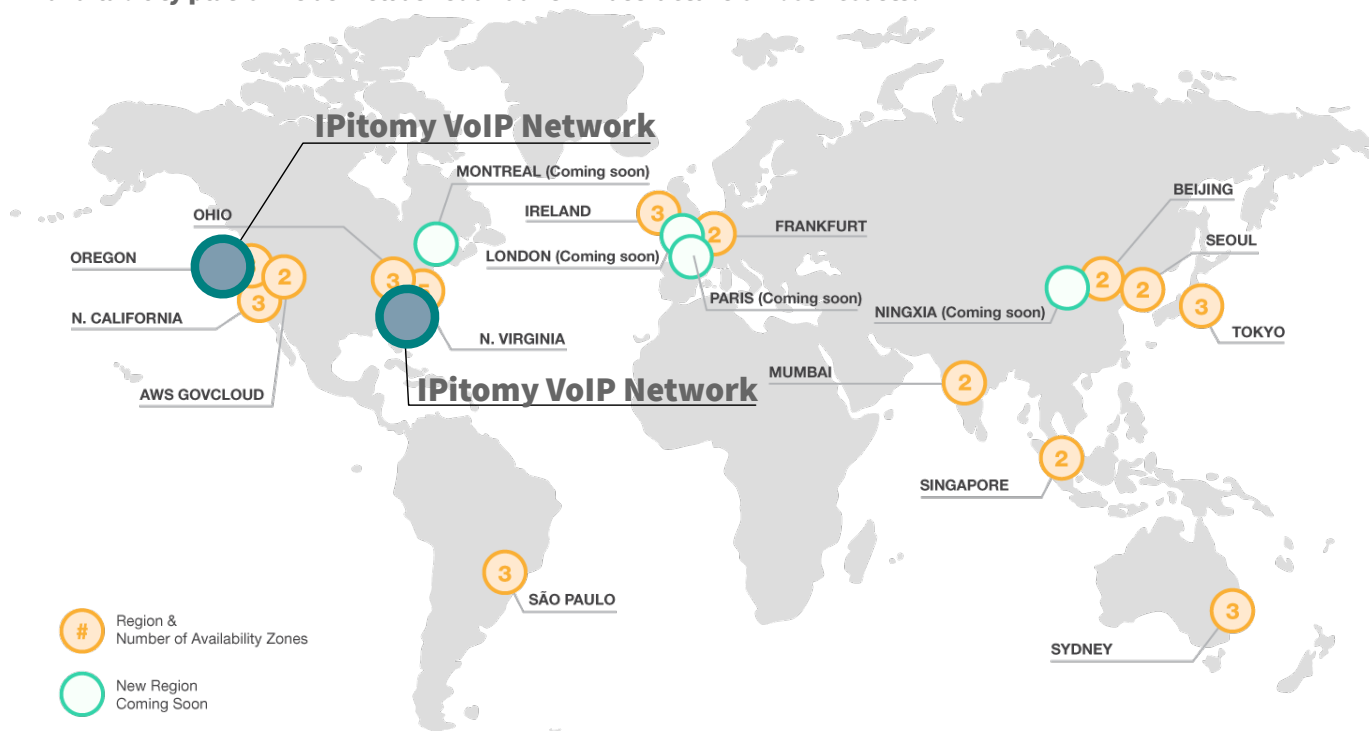 IPitomy VoIP Network
MONTREAL (Coming soon)
BEIJING
IRELAND
3
OHIO
FRANKFURT
2
SEOUL
OREGON
LONDON (Coming soon)
2
3
2
2
3
PARIS (Coming soon)
3
NINGXIA (Coming soon)
N. CALIFORNIA
N. VIRGINIA
TOKYO
MUMBAI
2
AWS GOVCLOUD
IPitomy VoIP Network
2
SINGAPORE
3
SÃO PAULO
3
SYDNEY
#
Region &
Number of Availability Zones
New Region
Coming Soon